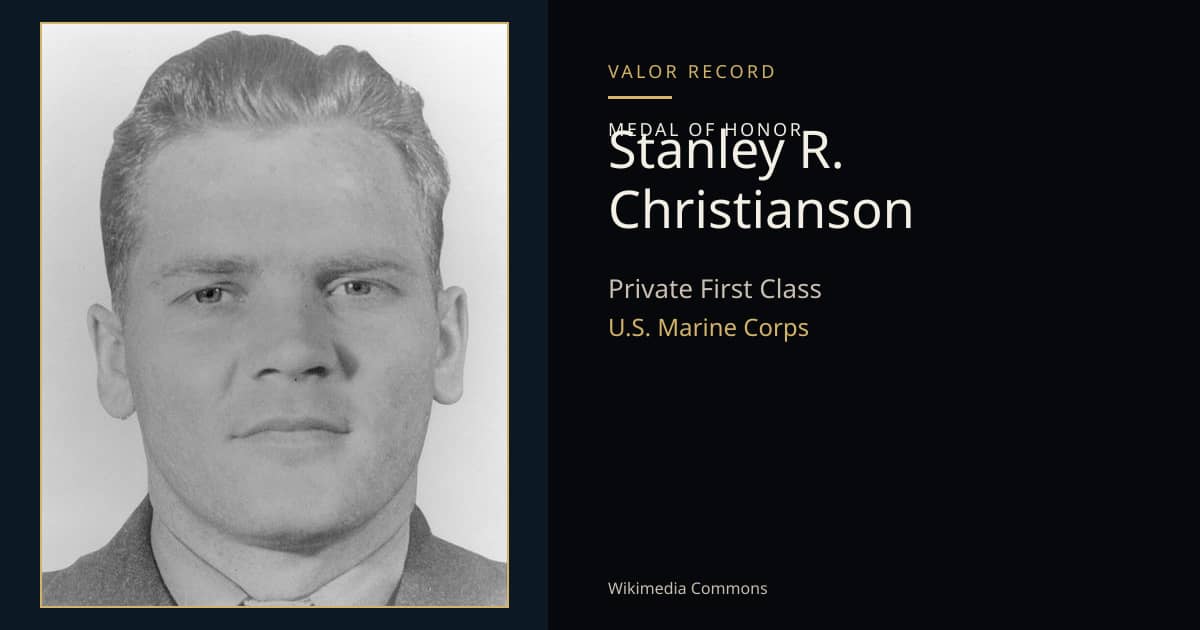 VALOR RECORD
MEDAL OF HONOR
Stanley R.
Christianson
Private First Class
U.S. Marine Corps
Wikimedia Commons